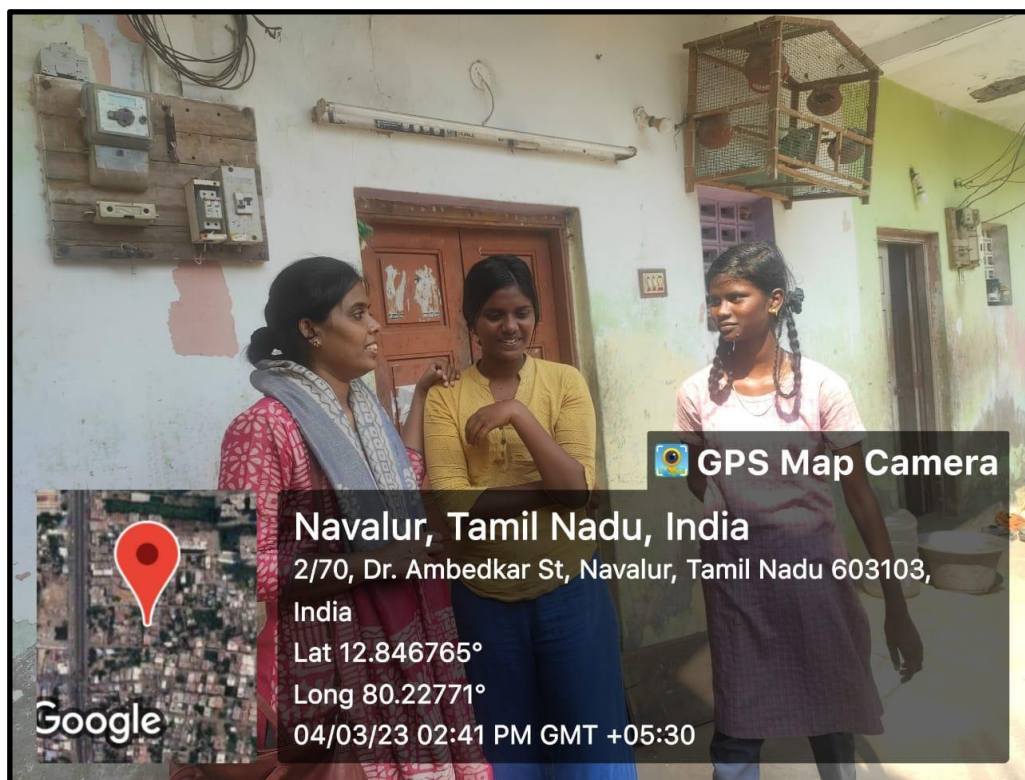 GPS Map Camera
Navalur, Tamil Nadu, India
2/70, Dr. Ambedkar St, Navalur, Tamil Nadu 603103,
India
Lat 12.846765°
Long 80.22771°
04/03/23 02:41 PM GMT +05:30
Google